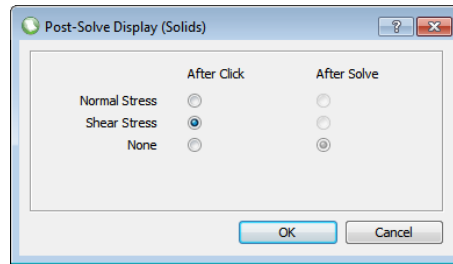 Post-Solve Display (Solids)
After Click After Solve
Normal Stress
Shear Stress
None
OK Cancel